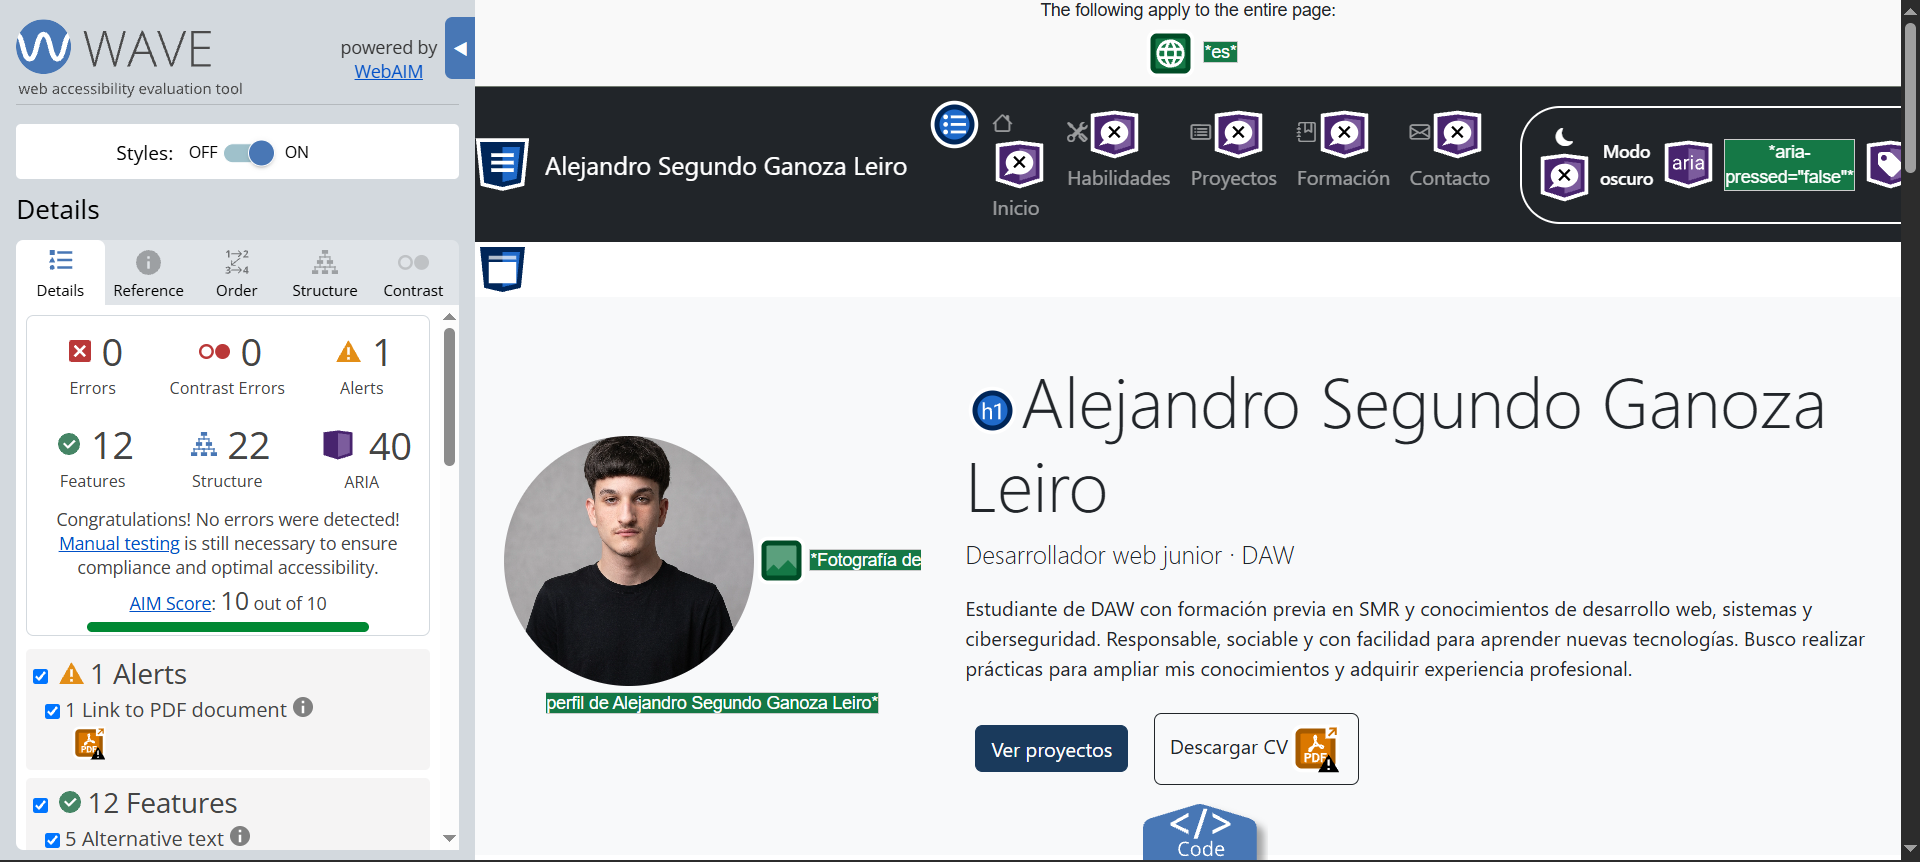 WAVE
powered by
WebAIM
web accessibility evaluation tool
Styles: OFF ON
Details
Details
Reference
Order
Structure
Contrast
0
Errors
0
Contrast Errors
1
Alerts
12
Features
22
Structure
40
ARIA
Congratulations! No errors were detected!
Manual testing is still necessary to ensure
compliance and optimal accessibility.
AIM Score: 10 out of 10
1 Alerts
1 Link to PDF document
PDF
12 Features
5 Alternative text
The following apply to the entire page:
*es*
Alejandro Segundo Ganoza Leiro
Inicio
Habilidades
Proyectos
Formación
Contacto
Modo
oscuro
aria
*aria-
pressed="false"*
h1 Alejandro Segundo Ganoza
Leiro
*Fotografía de
perfil de Alejandro Segundo Ganoza Leiro*
Desarrollador web junior · DAW
Estudiante de DAW con formación previa en SMR y conocimientos de desarrollo web, sistemas y
ciberseguridad. Responsable, sociable y con facilidad para aprender nuevas tecnologías. Busco realizar
prácticas para ampliar mis conocimientos y adquirir experiencia profesional.
Ver proyectos
Descargar CV
PDF
</>
Code